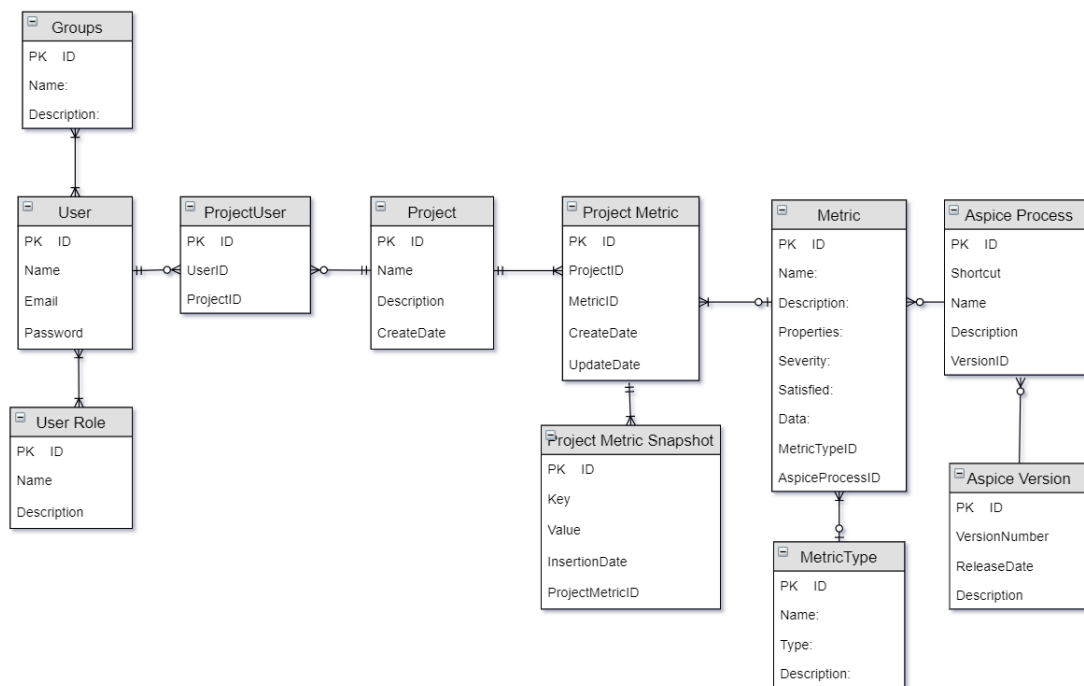 Groups
PK ID
Name:
Description:
User
PK ID
Name
Email
Password
ProjectUser
PK ID
UserID
ProjectID
Project
PK ID
Name
Description
CreateDate
Project Metric
PK ID
ProjectID
MetricID
CreateDate
UpdateDate
Metric
PK ID
Name:
Description:
Properties:
Severity:
Satisfied:
Data:
MetricTypeID
AspiceProcessID
Aspice Process
PK ID
Shortcut
Name
Description
VersionID
User Role
PK ID
Name
Description
Project Metric Snapshot
PK ID
Key
Value
InsertionDate
ProjectMetricID
MetricType
PK ID
Name:
Type:
Description:
Aspice Version
PK ID
VersionNumber
ReleaseDate
Description